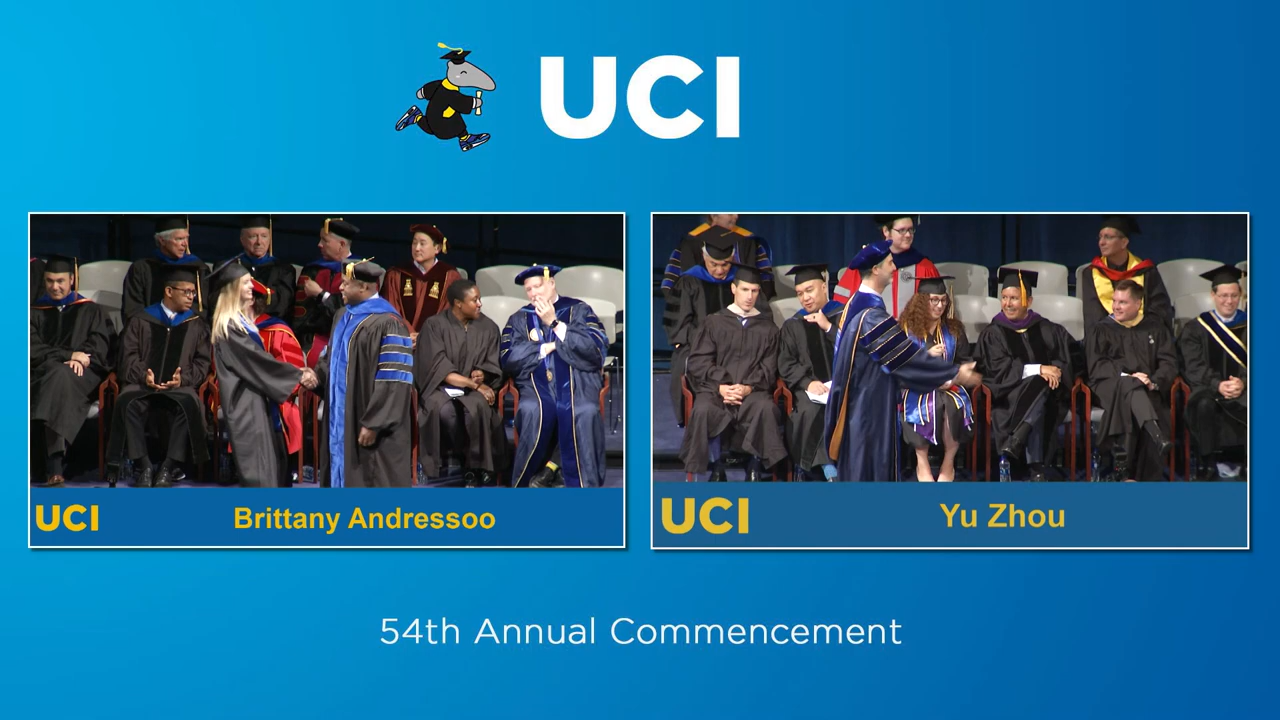 UCI
UCI
Brittany Andressoo
UCI
Yu Zhou
54th Annual Commencement